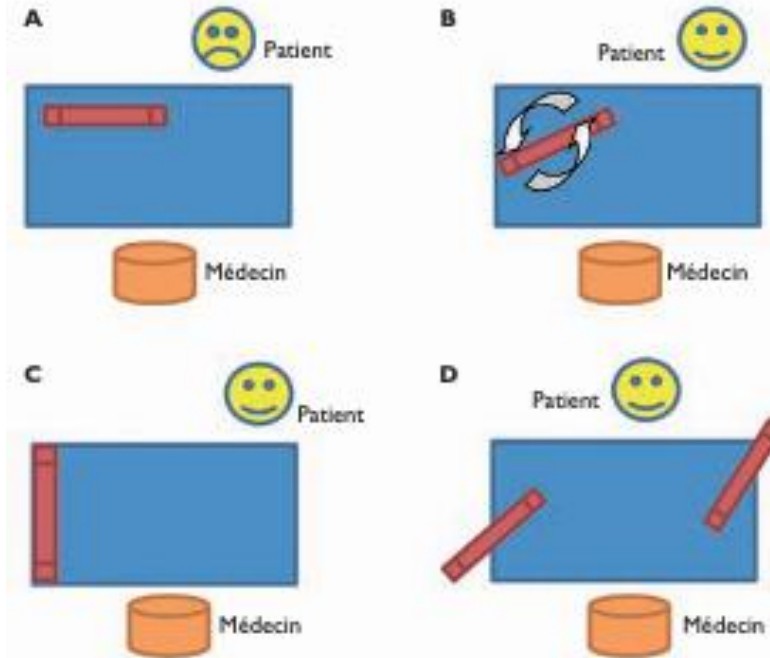 A
Patient
Médecin
B
Patient
Médecin
C
Patient
Médecin
D
Patient
Médecin